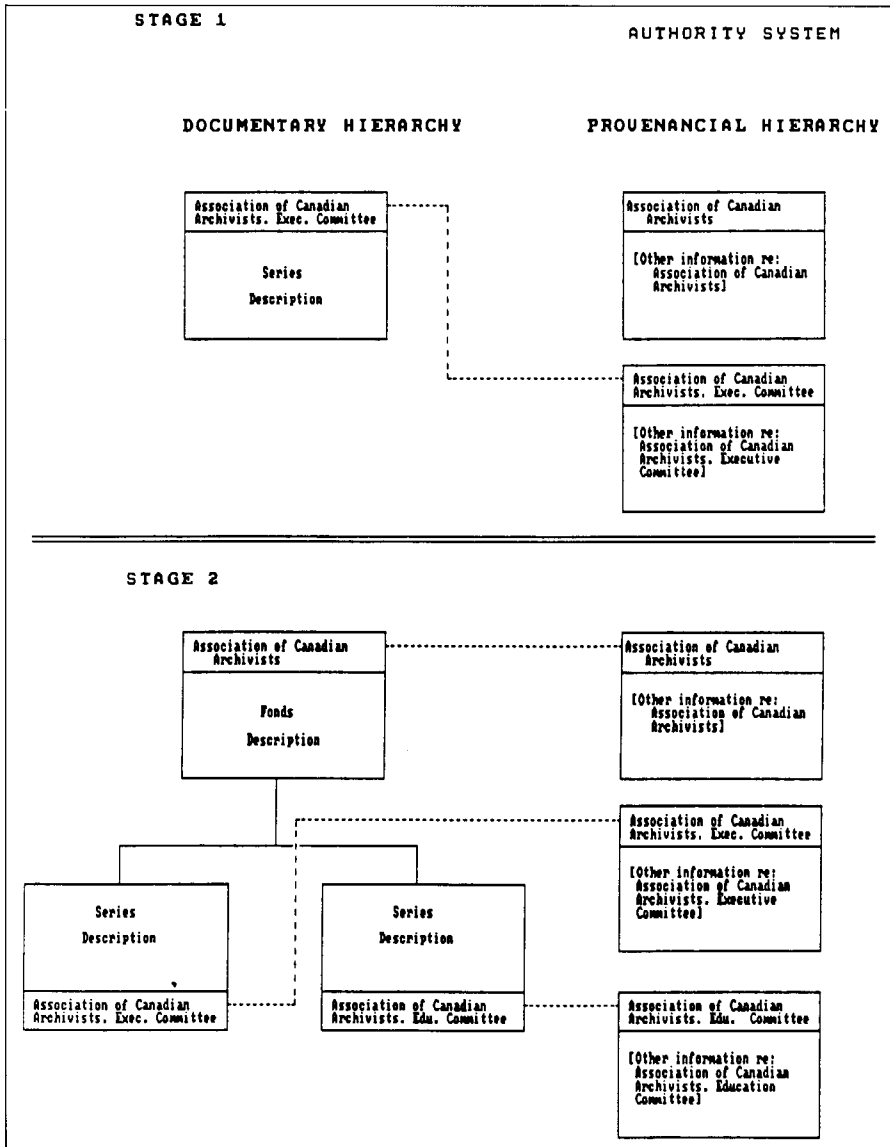 STAGE 1
AUTHORITY SYSTEM
DOCUMENTARY HIERARCHY
PROVENANCIAL HIERARCHY
Association of Canadian
Archivists. Exec. Committee
Series
Description
Association of Canadian
Archivists
[Other information re:
Association of Canadian
Archivists]
Association of Canadian
Archivists. Exec. Committee
[Other information re:
Association of Canadian
Archivists. Executive
Committee]
STAGE 2
Association of Canadian
Archivists
Fonds
Description
Association of Canadian
Archivists
[Other information re:
Association of Canadian
Archivists]
Association of Canadian
Archivists. Exec. Committee
[Other information re:
Association of Canadian
Archivists. Executive
Committee]
Series
Description
Association of Canadian
Archivists. Exec. Committee
Series
Description
Association of Canadian
Archivists. Edu. Committee
Association of Canadian
Archivists. Edu. Committee
[Other information re:
Association of Canadian
Archivists. Education
Committee]